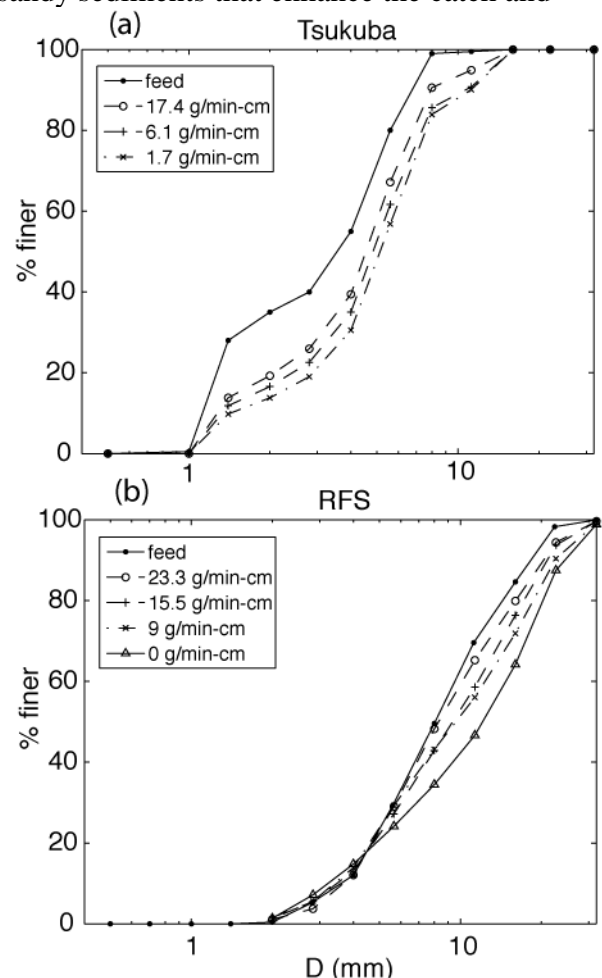 sandy sediments that enhance the catch and
(a)
Tsukuba
100
80
60
40
20
0
% finer
feed
17.4 g/min-cm
6.1 g/min-cm
1.7 g/min-cm
1
10
(b)
RFS
100
80
60
40
20
0
% finer
feed
23.3 g/min-cm
15.5 g/min-cm
9 g/min-cm
0 g/min-cm
1
10
D (mm)